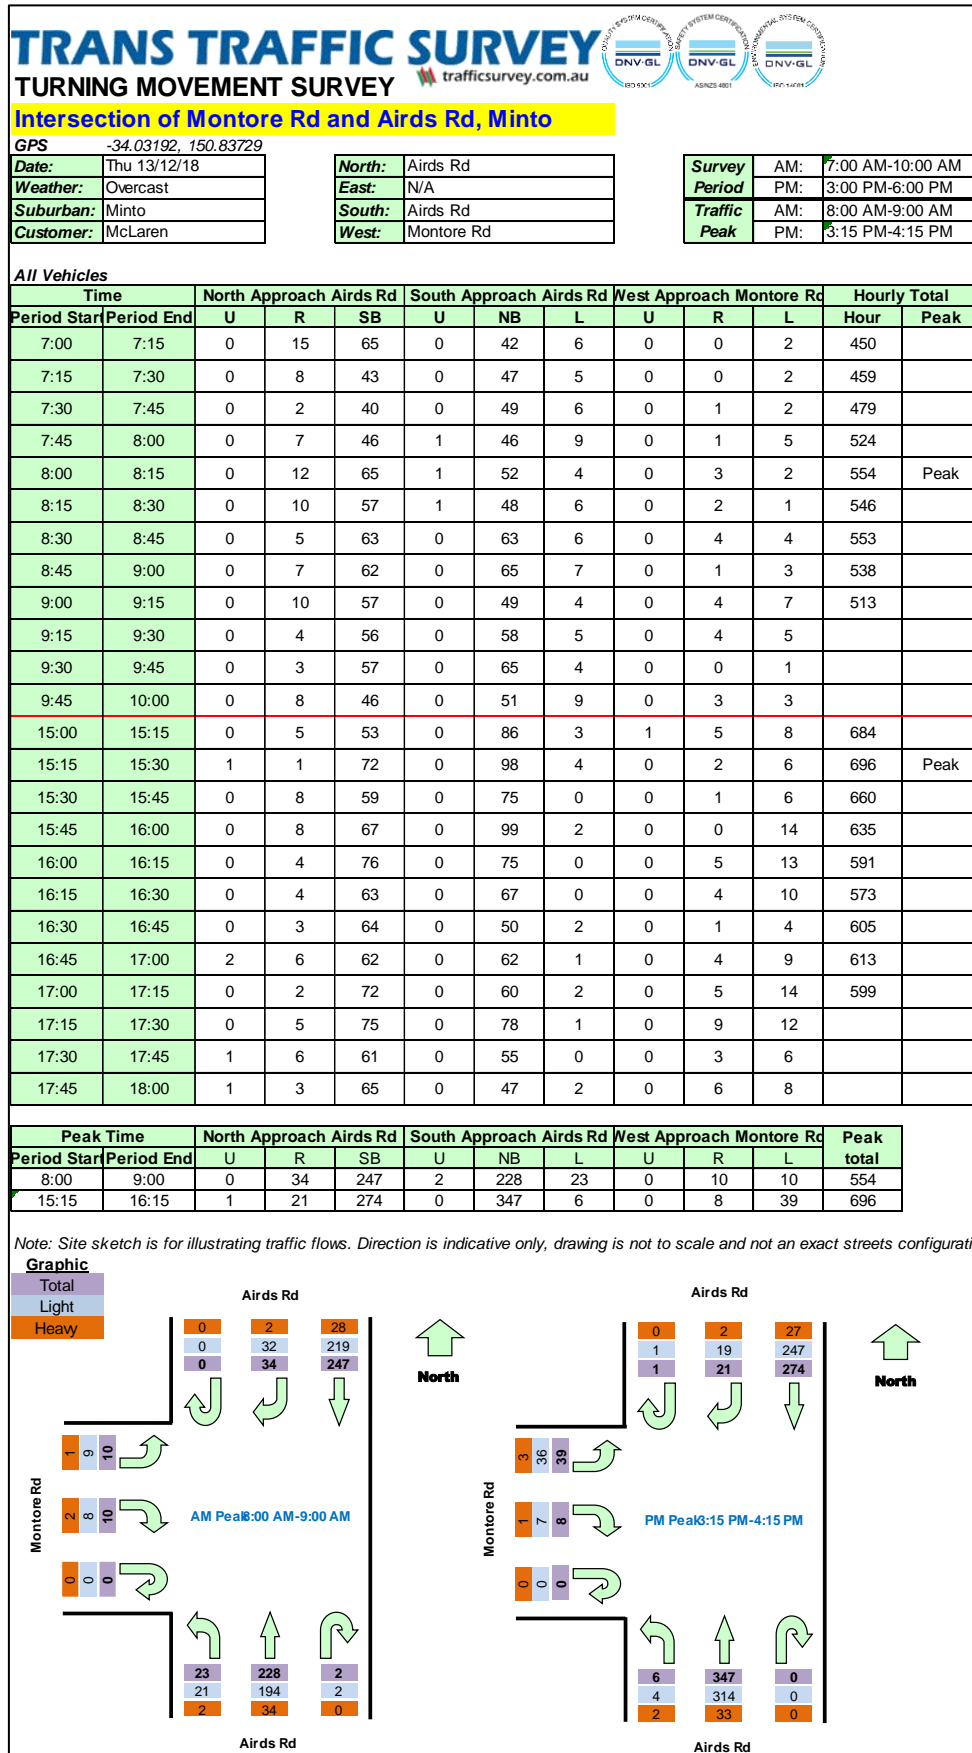 TRANS TRAFFIC SURVEY
TURNING MOVEMENT SURVEY trafficsurvey.com.au
QUALITY SYSTEM CERTIFICATION DNV·GL ISO 9001
SAFETY SYSTEM CERTIFICATION DNV·GL AS/NZS 4801
ENVIRONMENTAL SYSTEM CERTIFICATION DNV·GL ISO 14001
Intersection of Montore Rd and Airds Rd, Minto
GPS -34.03192, 150.83729
Date: Thu 13/12/18 North: Airds Rd Survey AM: 7:00 AM-10:00 AM
Weather: Overcast East: N/A Period PM: 3:00 PM-6:00 PM
Suburban: Minto South: Airds Rd Traffic AM: 8:00 AM-9:00 AM
Customer: McLaren West: Montore Rd Peak PM: 3:15 PM-4:15 PM
All Vehicles
Time North Approach Airds Rd South Approach Airds Rd West Approach Montore Rd Hourly Total
Period Start Period End U R SB U NB L U R L Hour Peak
7:00 7:15 0 15 65 0 42 6 0 0 2 450
7:15 7:30 0 8 43 0 47 5 0 0 2 459
7:30 7:45 0 2 40 0 49 6 0 1 2 479
7:45 8:00 0 7 46 1 46 9 0 1 5 524
8:00 8:15 0 12 65 1 52 4 0 3 2 554 Peak
8:15 8:30 0 10 57 1 48 6 0 2 1 546
8:30 8:45 0 5 63 0 63 6 0 4 4 553
8:45 9:00 0 7 62 0 65 7 0 1 3 538
9:00 9:15 0 10 57 0 49 4 0 4 7 513
9:15 9:30 0 4 56 0 58 5 0 4 5
9:30 9:45 0 3 57 0 65 4 0 0 1
9:45 10:00 0 8 46 0 51 9 0 3 3
15:00 15:15 0 5 53 0 86 3 1 5 8 684
15:15 15:30 1 1 72 0 98 4 0 2 6 696 Peak
15:30 15:45 0 8 59 0 75 0 0 1 6 660
15:45 16:00 0 8 67 0 99 2 0 0 14 635
16:00 16:15 0 4 76 0 75 0 0 5 13 591
16:15 16:30 0 4 63 0 67 0 0 4 10 573
16:30 16:45 0 3 64 0 50 2 0 1 4 605
16:45 17:00 2 6 62 0 62 1 0 4 9 613
17:00 17:15 0 2 72 0 60 2 0 5 14 599
17:15 17:30 0 5 75 0 78 1 0 9 12
17:30 17:45 1 6 61 0 55 0 0 3 6
17:45 18:00 1 3 65 0 47 2 0 6 8
Peak Time North Approach Airds Rd South Approach Airds Rd West Approach Montore Rd Peak
Period Start Period End U R SB U NB L U R L total
8:00 9:00 0 34 247 2 228 23 0 10 10 554
15:15 16:15 1 21 274 0 347 6 0 8 39 696
Note: Site sketch is for illustrating traffic flows. Direction is indicative only, drawing is not to scale and not an exact streets configurati
Graphic
Total
Light
Heavy
Airds Rd
0 2 28
0 32 219
0 34 247
North
1 9 10
2 8 10
0 0 0
Montore Rd
AM Peak 8:00 AM-9:00 AM
23 228 2
21 194 2
2 34 0
Airds Rd
Airds Rd
0 2 27
1 19 247
1 21 274
North
3 36 39
1 7 8
0 0 0
Montore Rd
PM Peak 3:15 PM-4:15 PM
6 347 0
4 314 0
2 33 0
Airds Rd